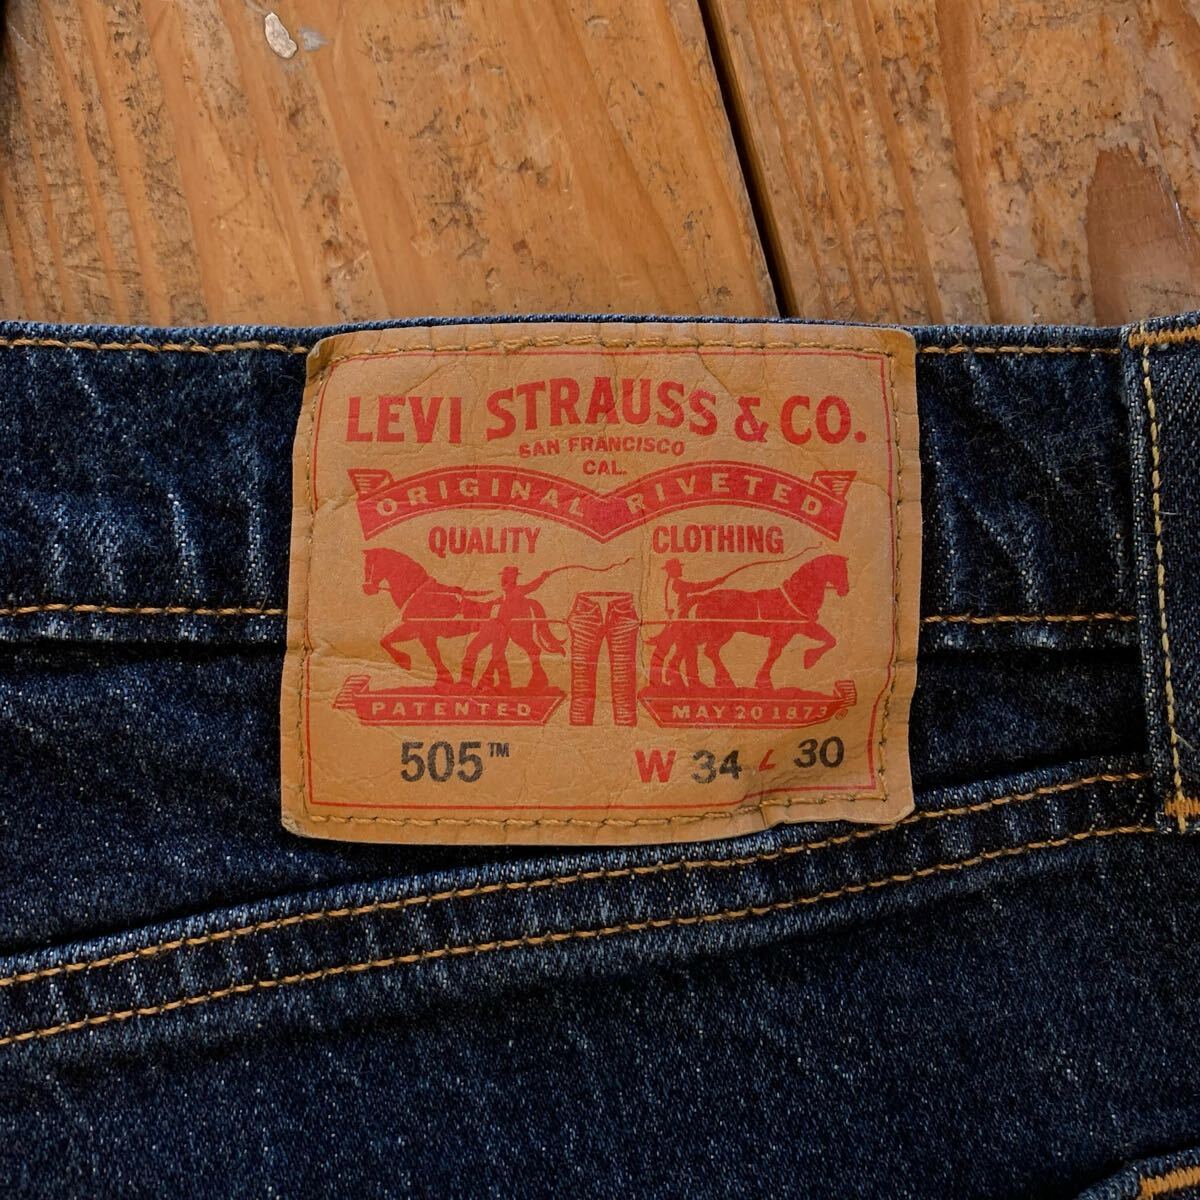 LEVI STRAUSS & CO.
SAN FRANCISCO
CAL.
ORIGINAL RIVETED
QUALITY CLOTHING
PATENTED MAY 20 1873®
505™ W 34 L 30